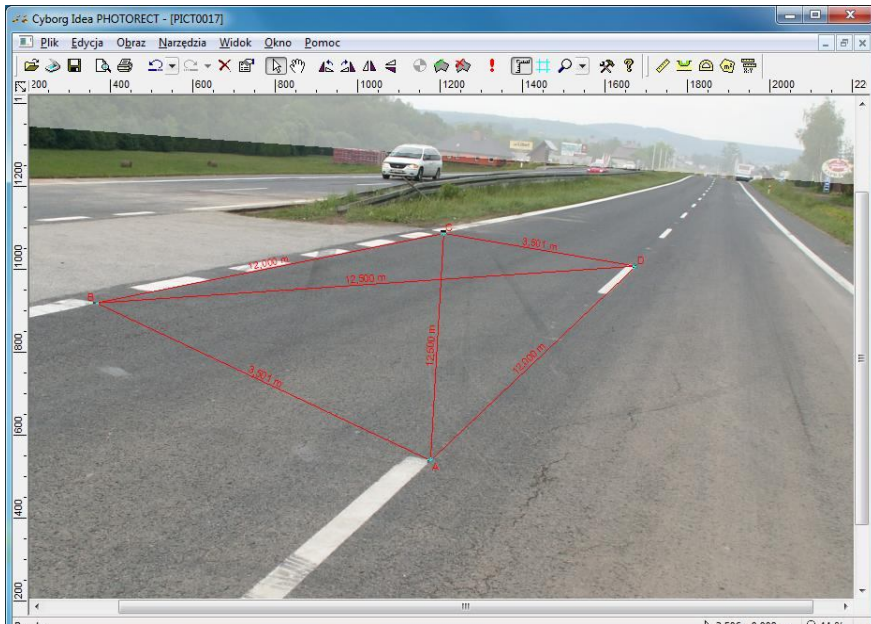 Cyborg Idea PHOTORECT - [PICT0017]
Plik Edycja Obraz Narzędzia Widok Okno Pomoc
200 400 600 800 1000 1200 1400 1600 1800 2000 22
1200
1000
800
600
400
200
C
3,501 m
12,000 m
D
12,500 m
B
12,500 m
12,000 m
3,501 m
A